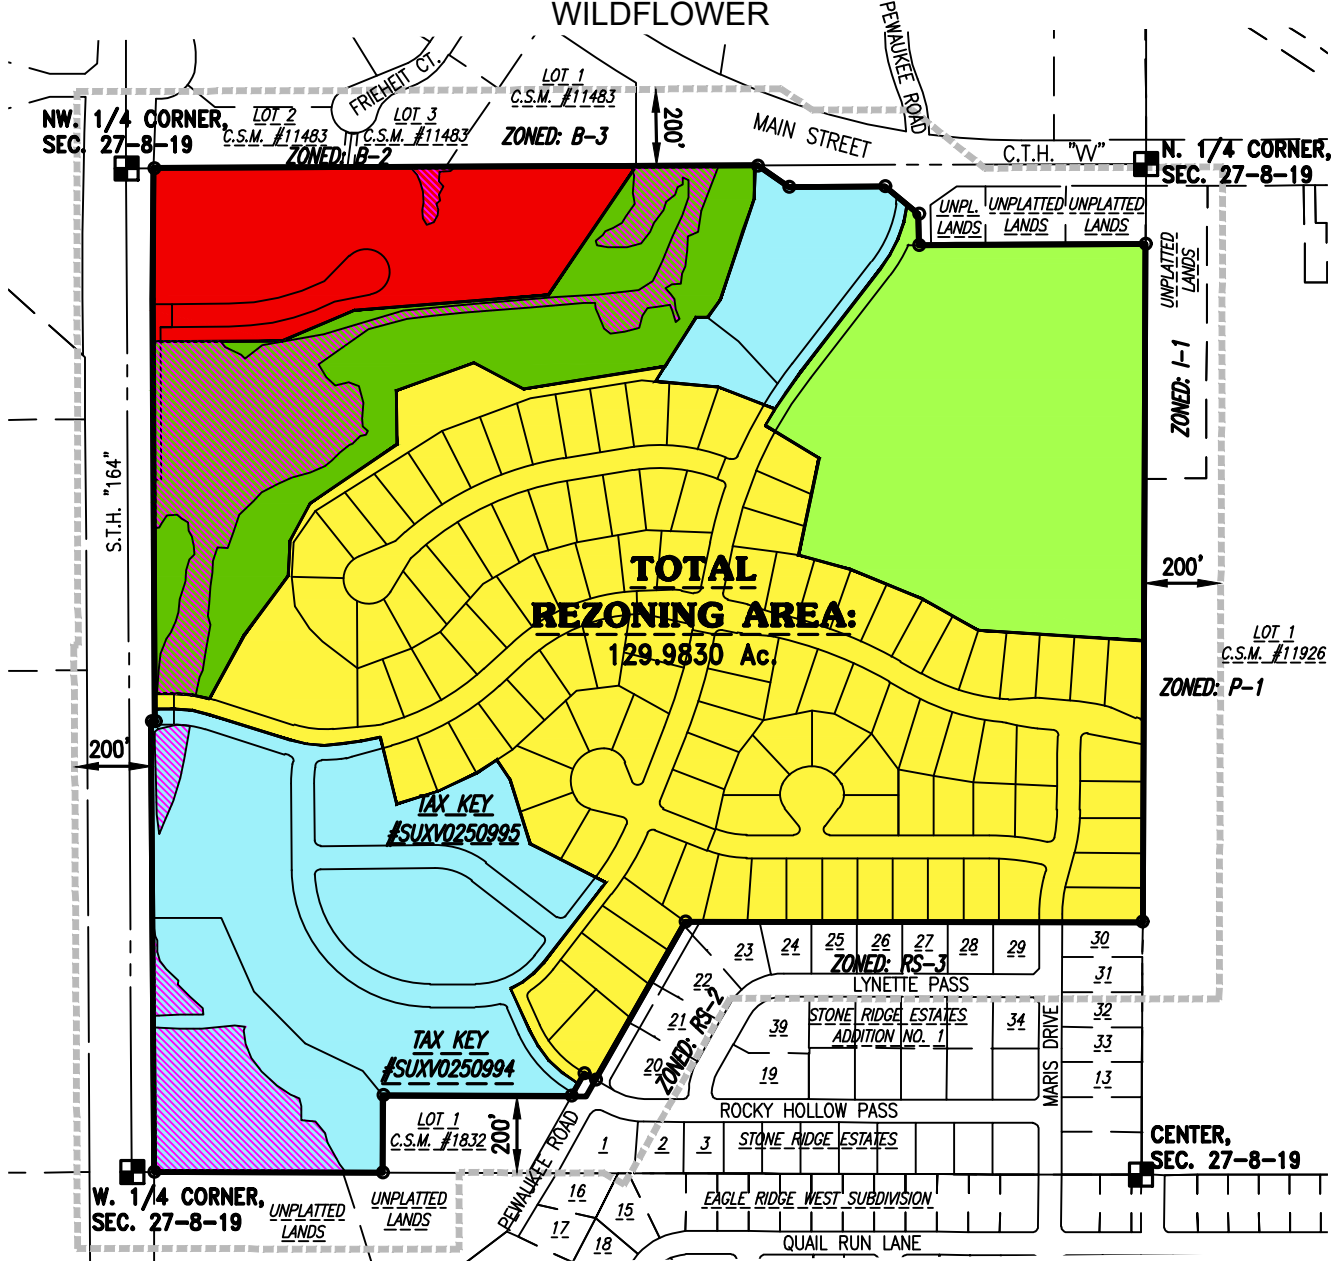 WILDFLOWER
PEWAUKEE ROAD
FRIEHEIT CT.
LOT 1
C.S.M. #11483
NW. 1/4 CORNER,
SEC. 27-8-19
LOT 2
C.S.M. #11483
LOT 3
C.S.M. #11483
ZONED: B-2
ZONED: B-3
200'
MAIN STREET
C.T.H. "VV"
N. 1/4 CORNER,
SEC. 27-8-19
UNPL.
LANDS
UNPLATTED
LANDS
UNPLATTED
LANDS
UNPLATTED
LANDS
ZONED: I-1
S.T.H. "164"
TOTAL
REZONING AREA:
129.9830 Ac.
200'
LOT 1
C.S.M. #11926
ZONED: P-1
200'
TAX KEY
#SUXV0250995
23
24
25
26
27
28
29
30
ZONED: RS-3
31
22
LYNETTE PASS
21
ZONED: RS-2
39
STONE RIDGE ESTATES
ADDITION NO. 1
34
32
MARIS DRIVE
33
TAX KEY
#SUXV0250994
20
19
13
ROCKY HOLLOW PASS
LOT 1
C.S.M. #1832
200'
PEWAUKEE ROAD
1
2
3
STONE RIDGE ESTATES
CENTER,
SEC. 27-8-19
W. 1/4 CORNER,
SEC. 27-8-19
UNPLATTED
LANDS
UNPLATTED
LANDS
16
15
EAGLE RIDGE WEST SUBDIVISION
17
18
QUAIL RUN LANE